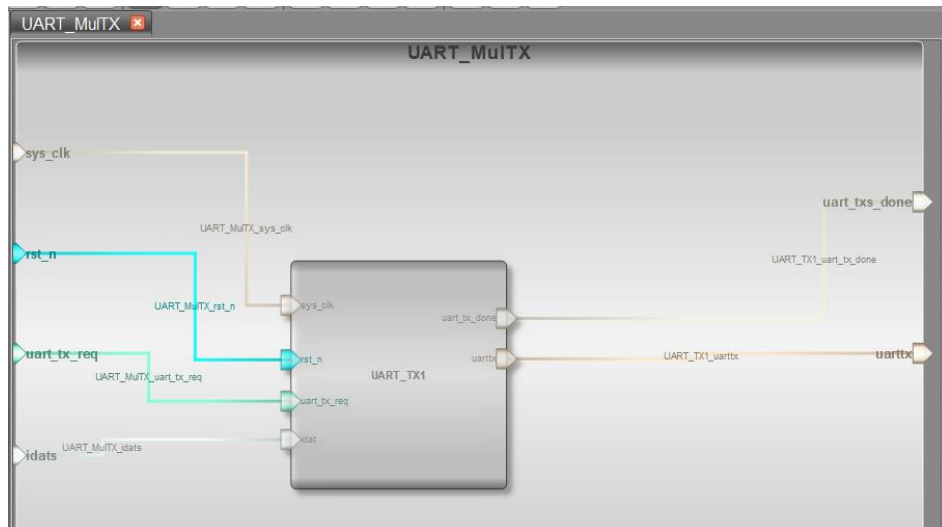 UART_MulTX
UART_MulTX
sys_clk
uart_txs_done
UART_MulTX_sys_clk
rst_n
UART_TX1_uart_tx_done
UART_MulTX_rst_n
sys_clk
uart_tx_done
uart_tx_req
rst_n
uarttx
UART_TX1_uarttx
uarttx
UART_MulTX_uart_tx_req
UART_TX1
uart_tx_req
idats
UART_MulTX_idats
idat